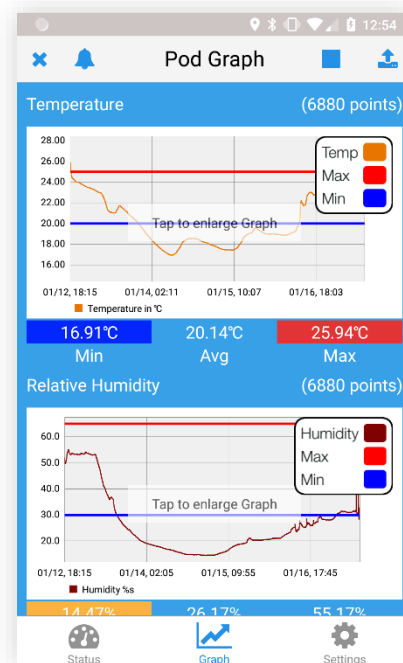 12:54
Pod Graph
Temperature (6880 points)
28.00
26.00
24.00
22.00
20.00
18.00
16.00
Temp
Max
Min
Tap to enlarge Graph
01/12, 18:15 01/14, 02:11 01/15, 10:07 01/16, 18:03
Temperature in °C
16.91°C 20.14°C 25.94°C
Min Avg Max
Relative Humidity (6880 points)
60.0
50.0
40.0
30.0
20.0
Humidity
Max
Min
Tap to enlarge Graph
01/12, 18:15 01/14, 02:05 01/15, 09:55 01/16, 17:45
Humidity %s
14.47% 26.17% 55.17%
Status Graph Settings